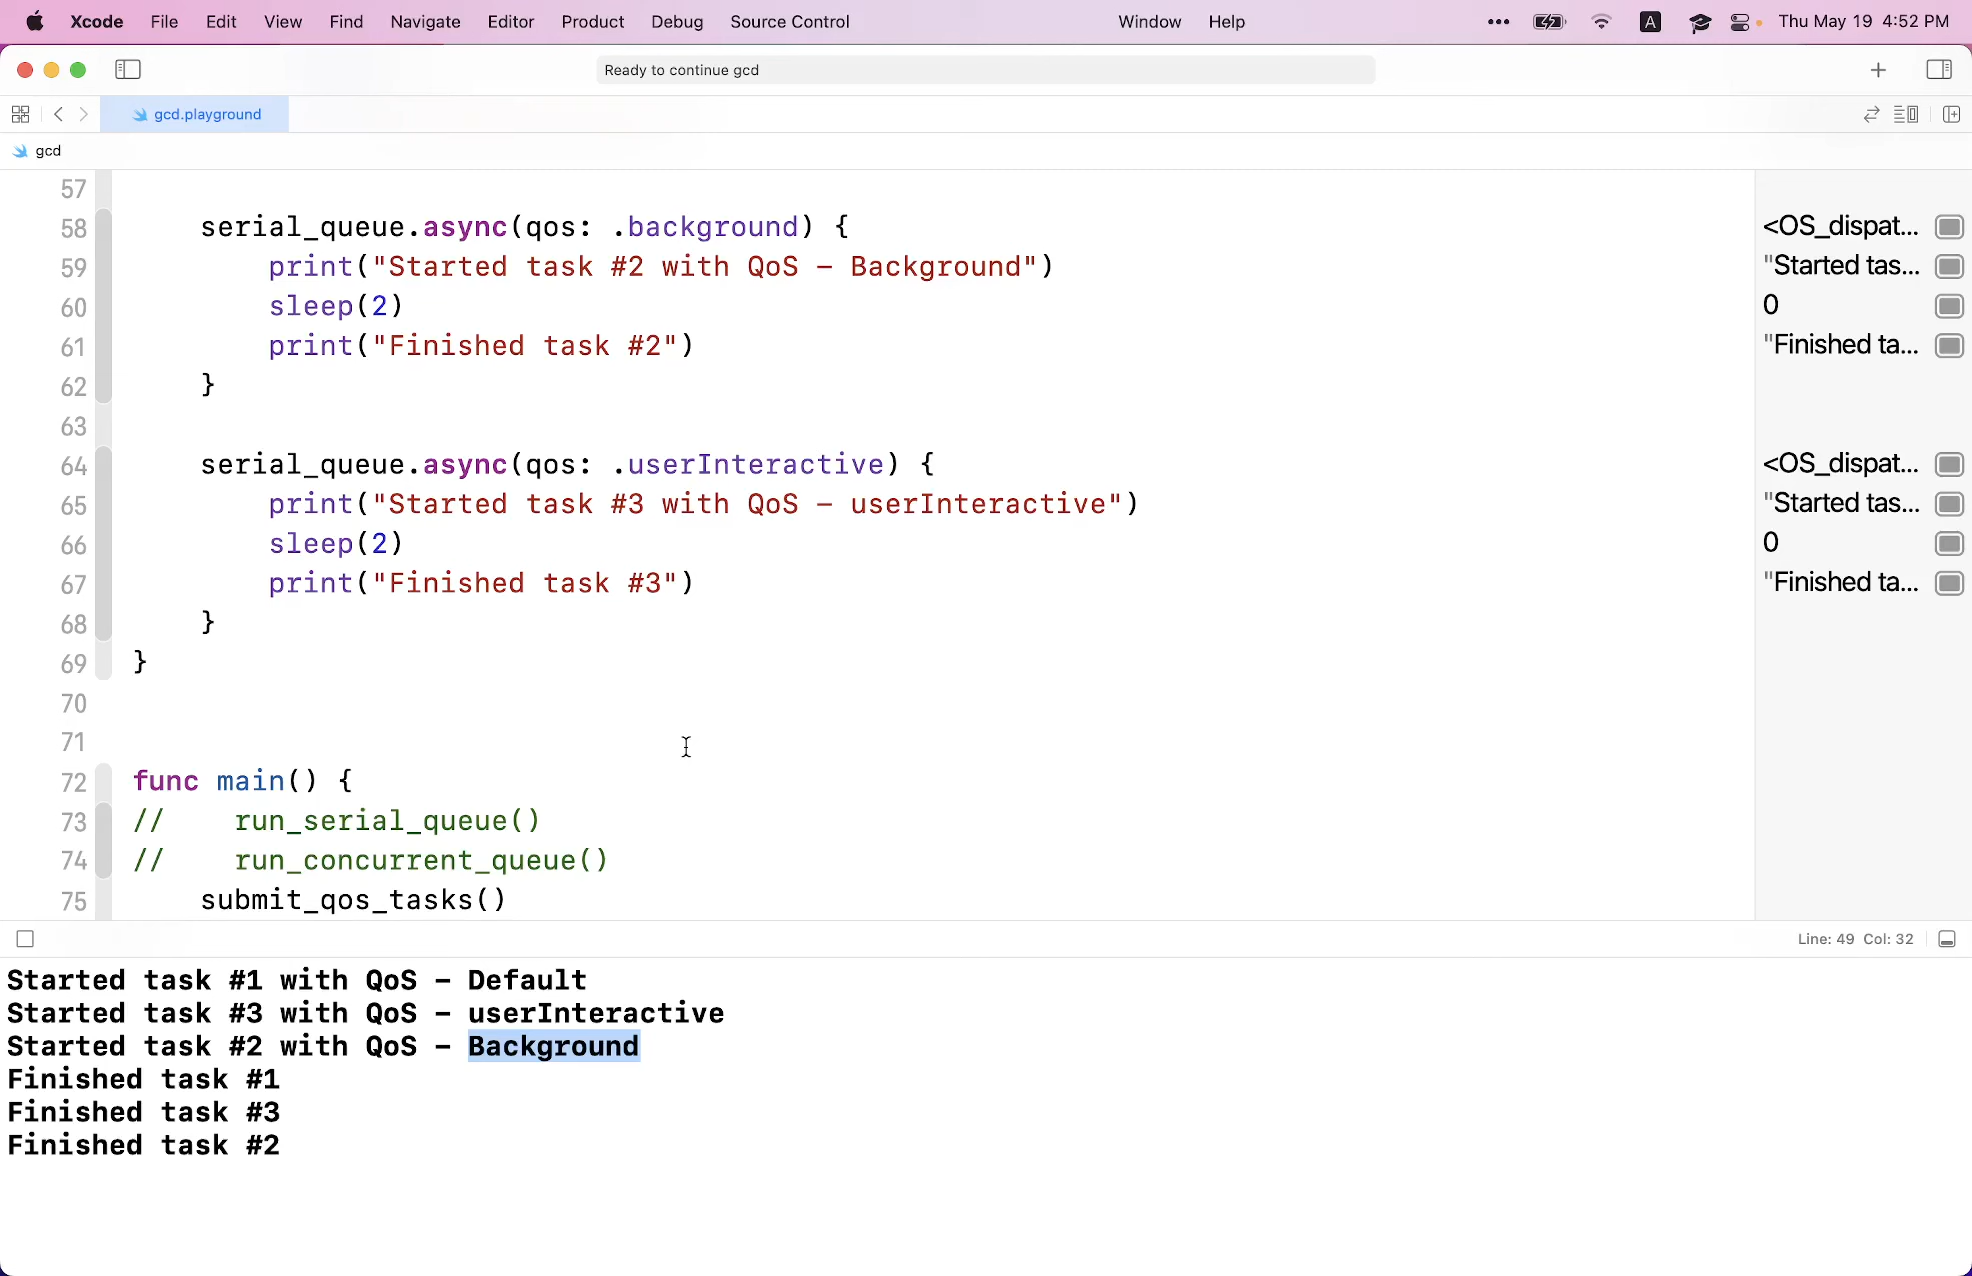 Xcode File Edit View Find Navigate Editor Product Debug Source Control Window Help ••• A Thu May 19 4:52 PM
Ready to continue gcd
gcd.playground
gcd
57
58 serial_queue.async(qos: .background) { <OS_dispat...
59 print("Started task #2 with QoS – Background") "Started tas...
60 sleep(2) 0
61 print("Finished task #2") "Finished ta...
62 }
63
64 serial_queue.async(qos: .userInteractive) { <OS_dispat...
65 print("Started task #3 with QoS – userInteractive") "Started tas...
66 sleep(2) 0
67 print("Finished task #3") "Finished ta...
68 }
69 }
70
71
72 func main() {
73 // run_serial_queue()
74 // run_concurrent_queue()
75 submit_qos_tasks()
Line: 49 Col: 32
Started task #1 with QoS – Default
Started task #3 with QoS – userInteractive
Started task #2 with QoS – Background
Finished task #1
Finished task #3
Finished task #2